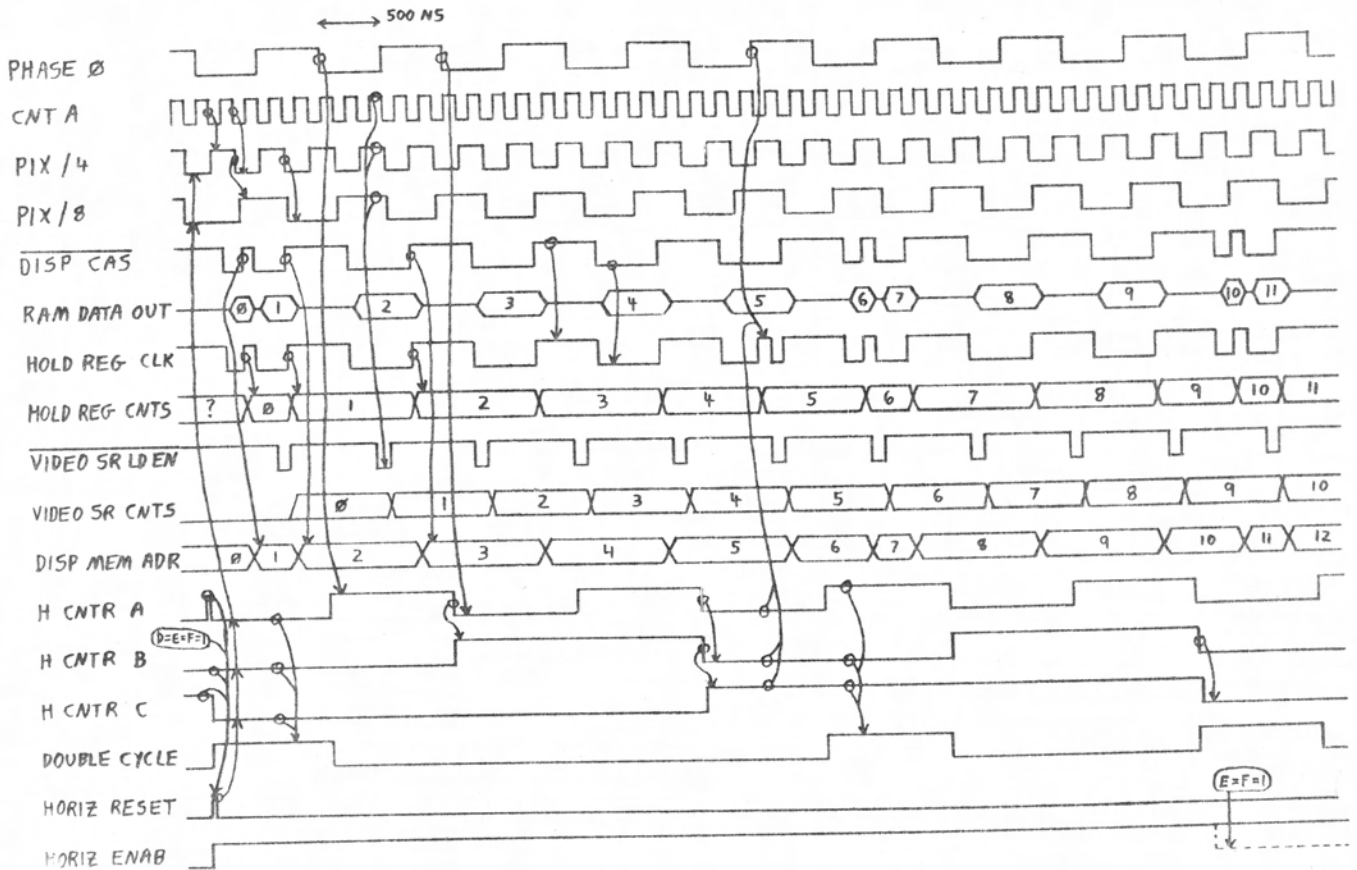 500 NS
PHASE Ø
CNT A
PIX /4
PIX /8
DISP CAS
RAM DATA OUT Ø 1 2 3 4 5 6 7 8 9 10 11
HOLD REG CLK
HOLD REG CNTS ? Ø 1 2 3 4 5 6 7 8 9 10 11
VIDEO SR LD EN
VIDEO SR CNTS Ø 1 2 3 4 5 6 7 8 9 10
DISP MEM ADR Ø 1 2 3 4 5 6 7 8 9 10 11 12
H CNTR A
D=E=F=1
H CNTR B
H CNTR C
DOUBLE CYCLE
HORIZ RESET
E=F=1
HORIZ ENAB